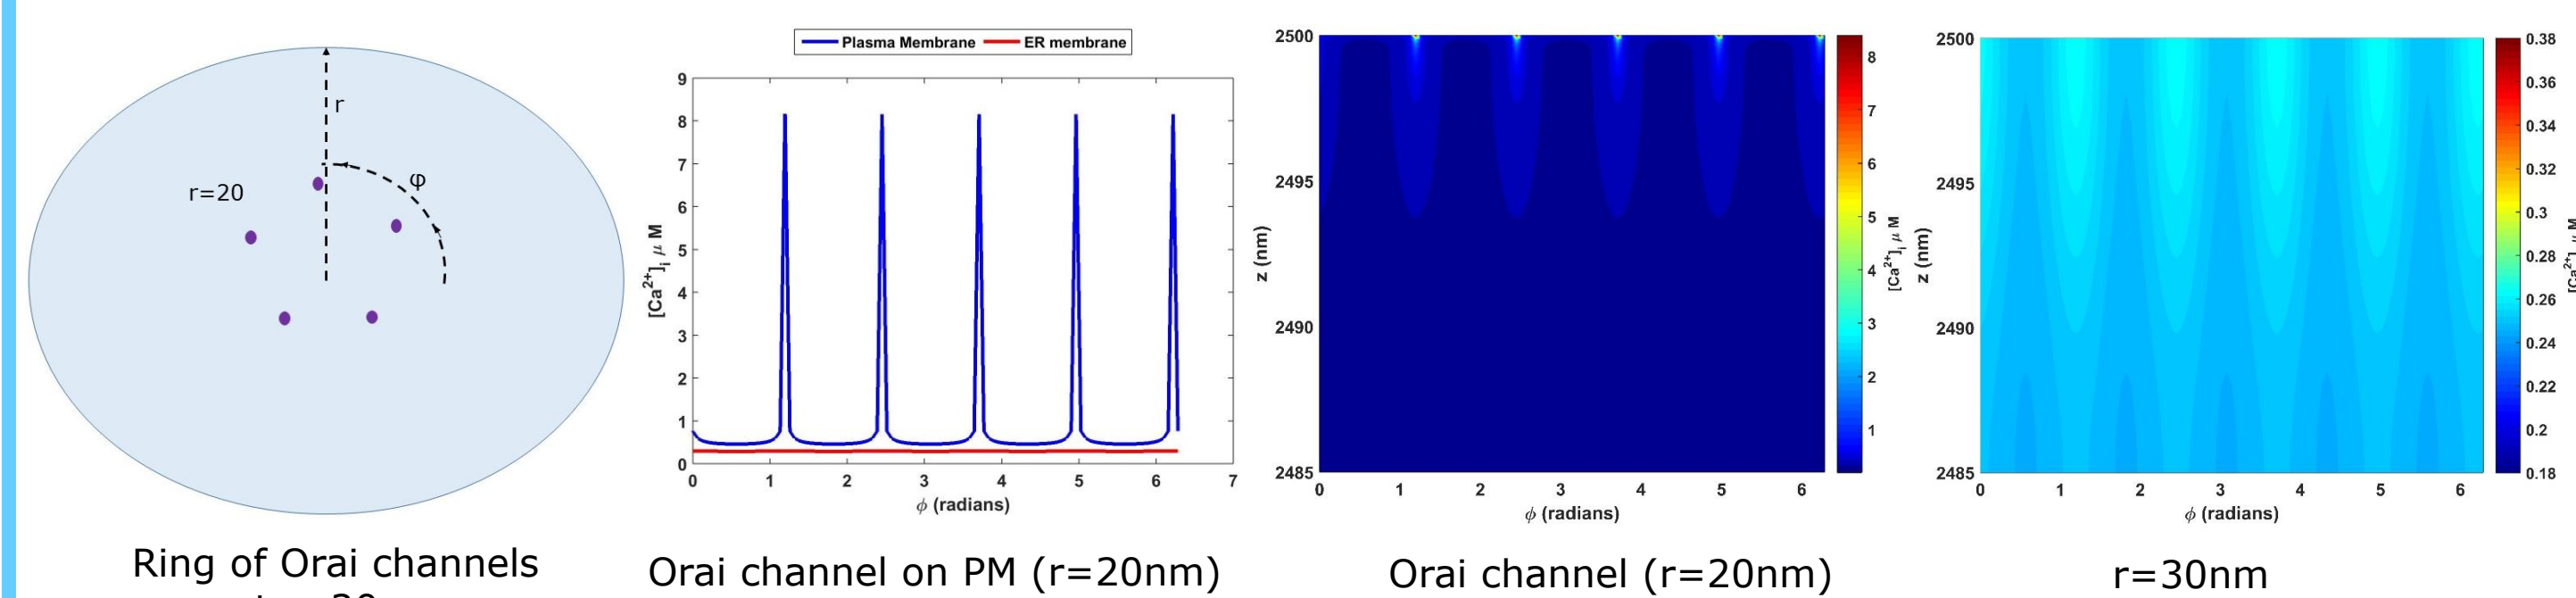 r
φ
r=20
Ring of Orai channels
Plasma Membrane ER membrane
[Ca2+]i μ M
9
8
7
6
5
4
3
2
1
0
0 1 2 3 4 5 6 7
ϕ (radians)
Orai channel on PM (r=20nm)
z (nm)
2500
2495
2490
2485
0 1 2 3 4 5 6
ϕ (radians)
8
7
6
5
4
3
2
1
[Ca2+]i μ M
Orai channel (r=20nm)
z (nm)
2500
2495
2490
2485
0 1 2 3 4 5 6
ϕ (radians)
0.38
0.36
0.34
0.32
0.3
0.28
0.26
0.24
0.22
0.2
0.18
r=30nm